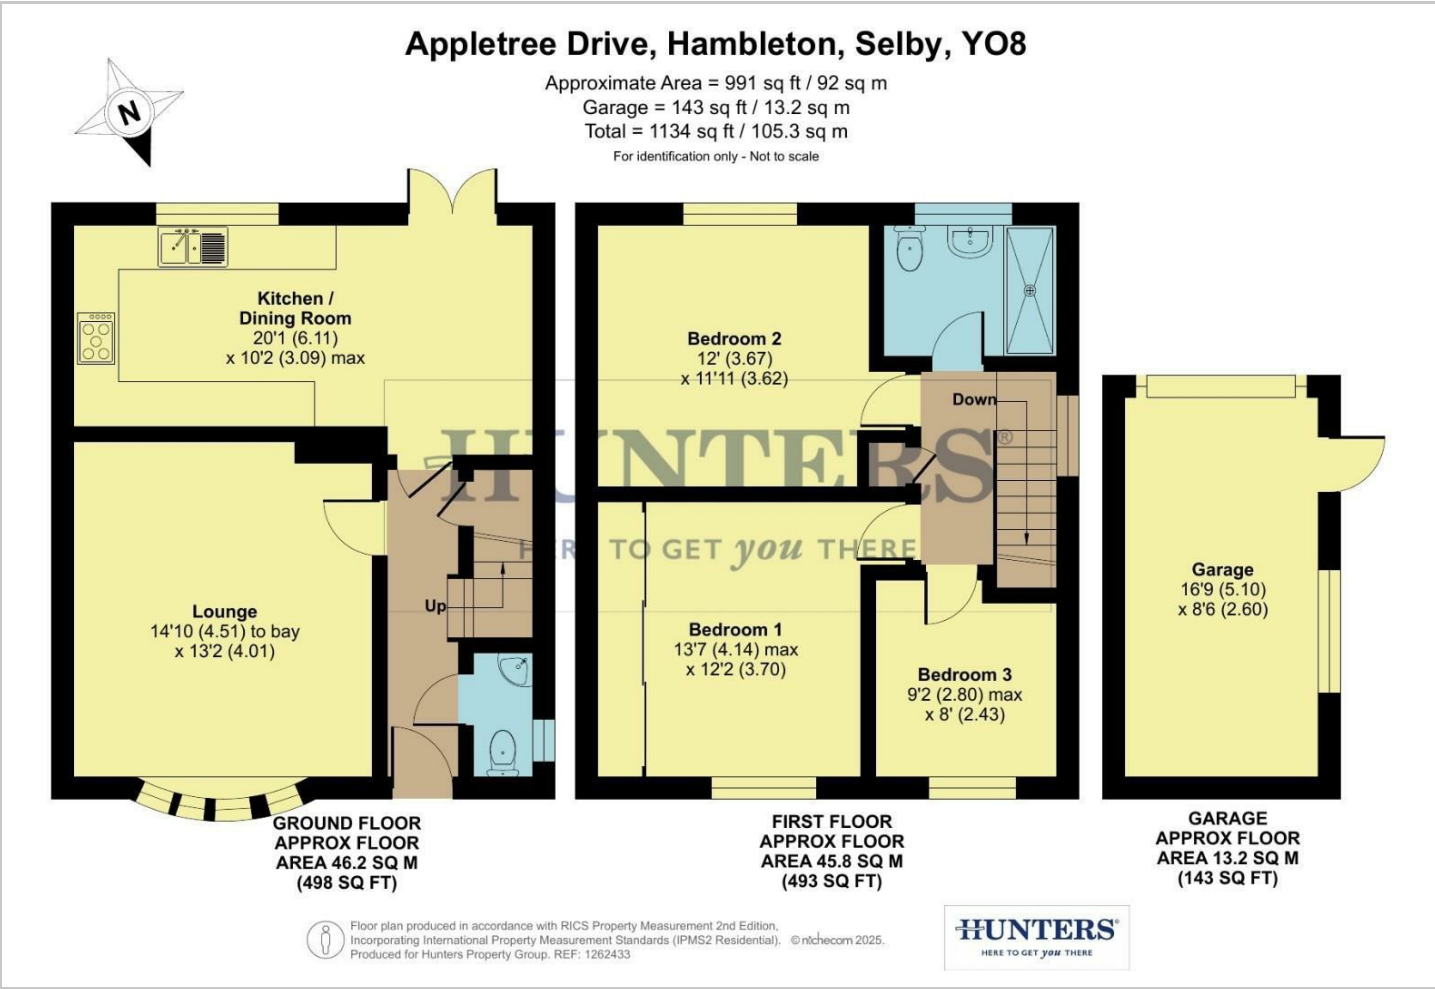 Appletree Drive, Hambleton, Selby, YO8
Approximate Area = 991 sq ft / 92 sq m
Garage = 143 sq ft / 13.2 sq m
Total = 1134 sq ft / 105.3 sq m
For identification only - Not to scale
N
Kitchen /
Dining Room
20'1 (6.11)
x 10'2 (3.09) max
Lounge
14'10 (4.51) to bay
x 13'2 (4.01)
Up
Bedroom 2
12' (3.67)
x 11'11 (3.62)
Down
Bedroom 1
13'7 (4.14) max
x 12'2 (3.70)
Bedroom 3
9'2 (2.80) max
x 8' (2.43)
Garage
16'9 (5.10)
x 8'6 (2.60)
HUNTERS®
HERE TO GET you THERE
GROUND FLOOR
APPROX FLOOR
AREA 46.2 SQ M
(498 SQ FT)
FIRST FLOOR
APPROX FLOOR
AREA 45.8 SQ M
(493 SQ FT)
GARAGE
APPROX FLOOR
AREA 13.2 SQ M
(143 SQ FT)
Floor plan produced in accordance with RICS Property Measurement 2nd Edition,
Incorporating International Property Measurement Standards (IPMS2 Residential). © nichecom 2025.
Produced for Hunters Property Group. REF: 1262433
HUNTERS®
HERE TO GET you THERE